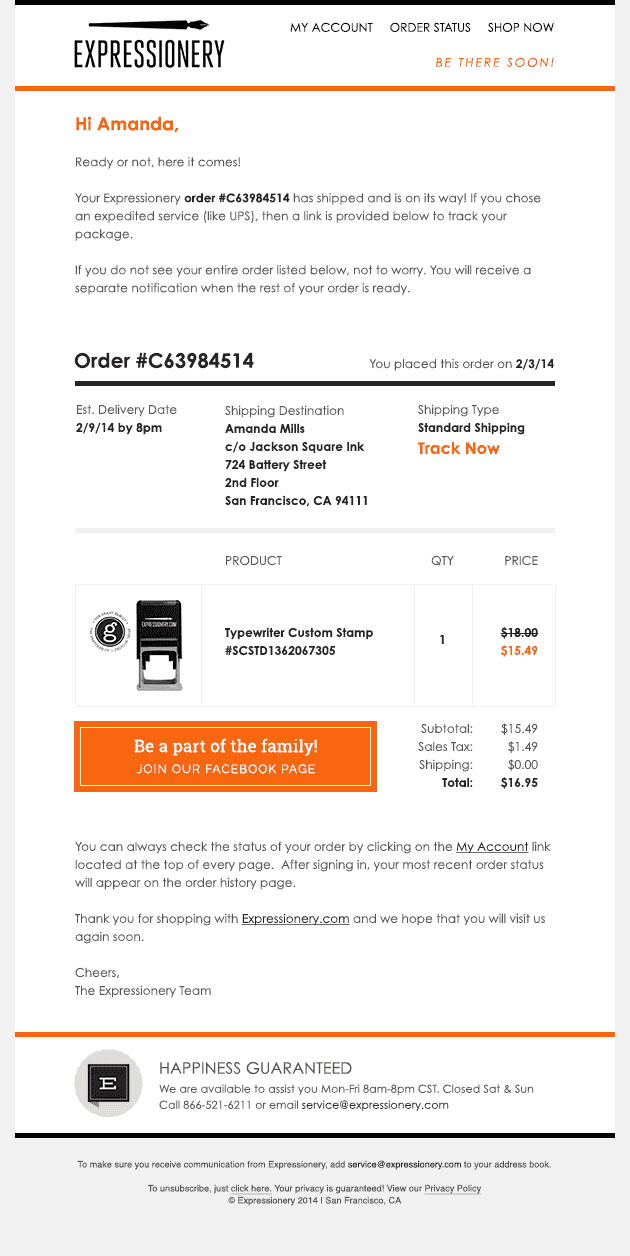 EXPRESSIONERY
MY ACCOUNT ORDER STATUS SHOP NOW
BE THERE SOON!
Hi Amanda,
Ready or not, here it comes!
Your Expressionery order #C63984514 has shipped and is on its way! If you chose
an expedited service (like UPS), then a link is provided below to track your
package.
If you do not see your entire order listed below, not to worry. You will receive a
separate notification when the rest of your order is ready.
Order #C63984514
You placed this order on 2/3/14
Est. Delivery Date
2/9/14 by 8pm
Shipping Destination
Amanda Mills
c/o Jackson Square Ink
724 Battery Street
2nd Floor
San Francisco, CA 94111
Shipping Type
Standard Shipping
Track Now
PRODUCT QTY PRICE
g
EXPRESSIONERY.COM
Typewriter Custom Stamp
#SCSTD1362067305
1
$18.00
$15.49
Be a part of the family!
JOIN OUR FACEBOOK PAGE
Subtotal: $15.49
Sales Tax: $1.49
Shipping: $0.00
Total: $16.95
You can always check the status of your order by clicking on the My Account link
located at the top of every page. After signing in, your most recent order status
will appear on the order history page.
Thank you for shopping with Expressionery.com and we hope that you will visit us
again soon.
Cheers,
The Expressionery Team
E
HAPPINESS GUARANTEED
We are available to assist you Mon-Fri 8am-8pm CST. Closed Sat & Sun
Call 866-521-6211 or email service@expressionery.com
To make sure you receive communication from Expressionery, add service@expressionery.com to your address book.
To unsubscribe, just click here. Your privacy is guaranteed! View our Privacy Policy
© Expressionery 2014 I San Francisco, CA